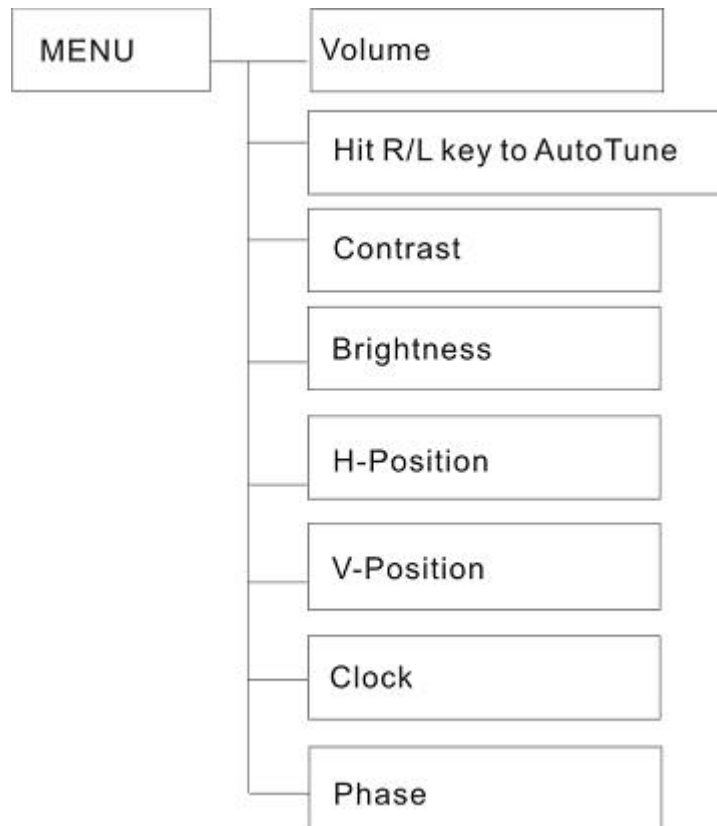 MENU
Volume
Hit R/L key to AutoTune
Contrast
Brightness
H-Position
V-Position
Clock
Phase